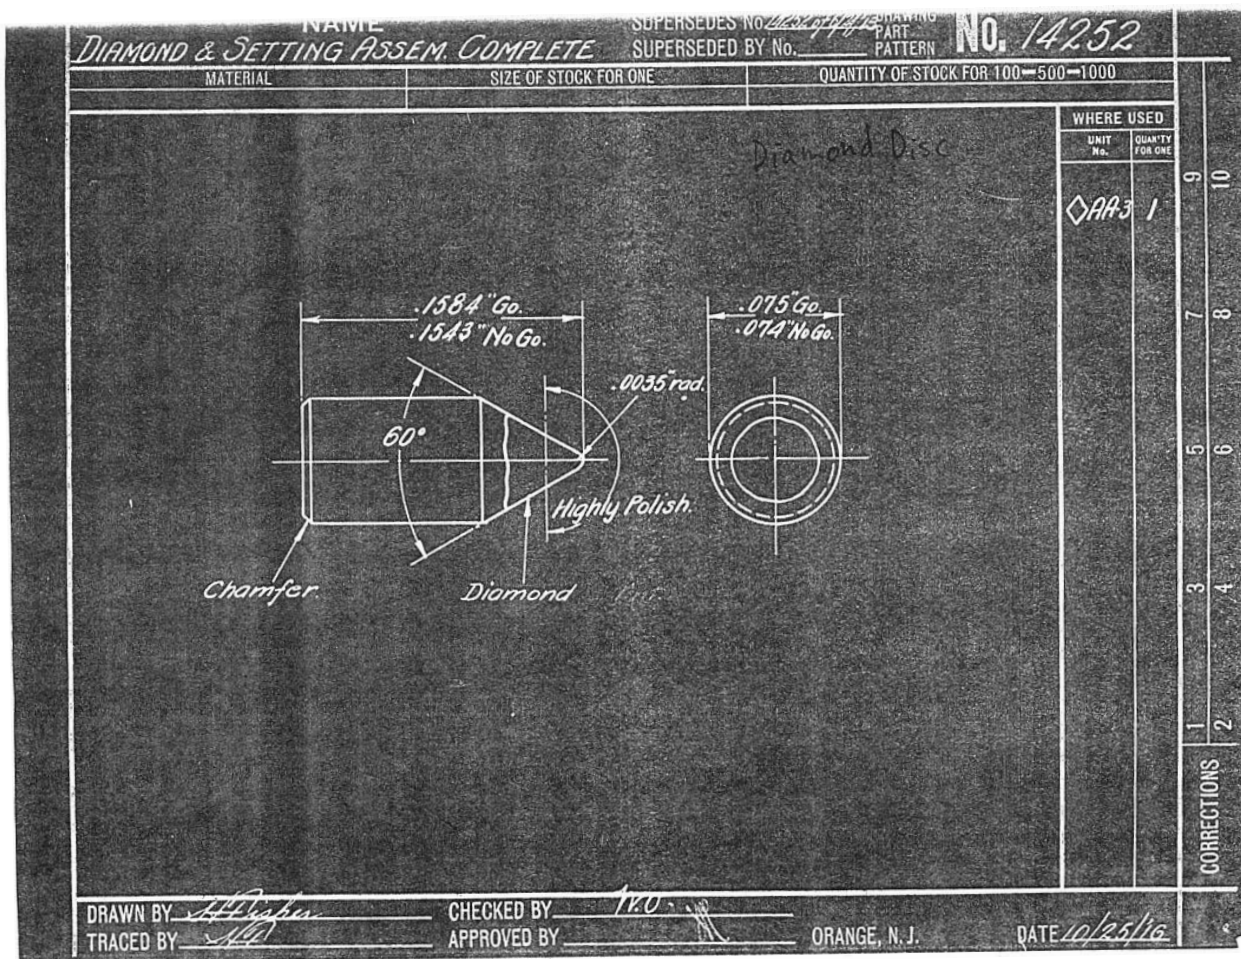 NAME
DIAMOND & SETTING ASSEM. COMPLETE
SUPERSEDES No. 14252 of
SUPERSEDED BY No.
DRAWING
PART
PATTERN
No. 14252
MATERIAL
SIZE OF STOCK FOR ONE
QUANTITY OF STOCK FOR 100-500-1000
WHERE USED
UNIT No.
QUAN'TY FOR ONE
◇AA3 1
Diamond Disc
.1584" Go.
.1543" No Go.
.075" Go.
.074" No Go.
.0035" rad.
60°
Highly Polish.
Chamfer.
Diamond
9
10
7
8
5
6
3
4
1
2
CORRECTIONS
DRAWN BY
TRACED BY
CHECKED BY
APPROVED BY
ORANGE, N. J.
DATE 10/25/16